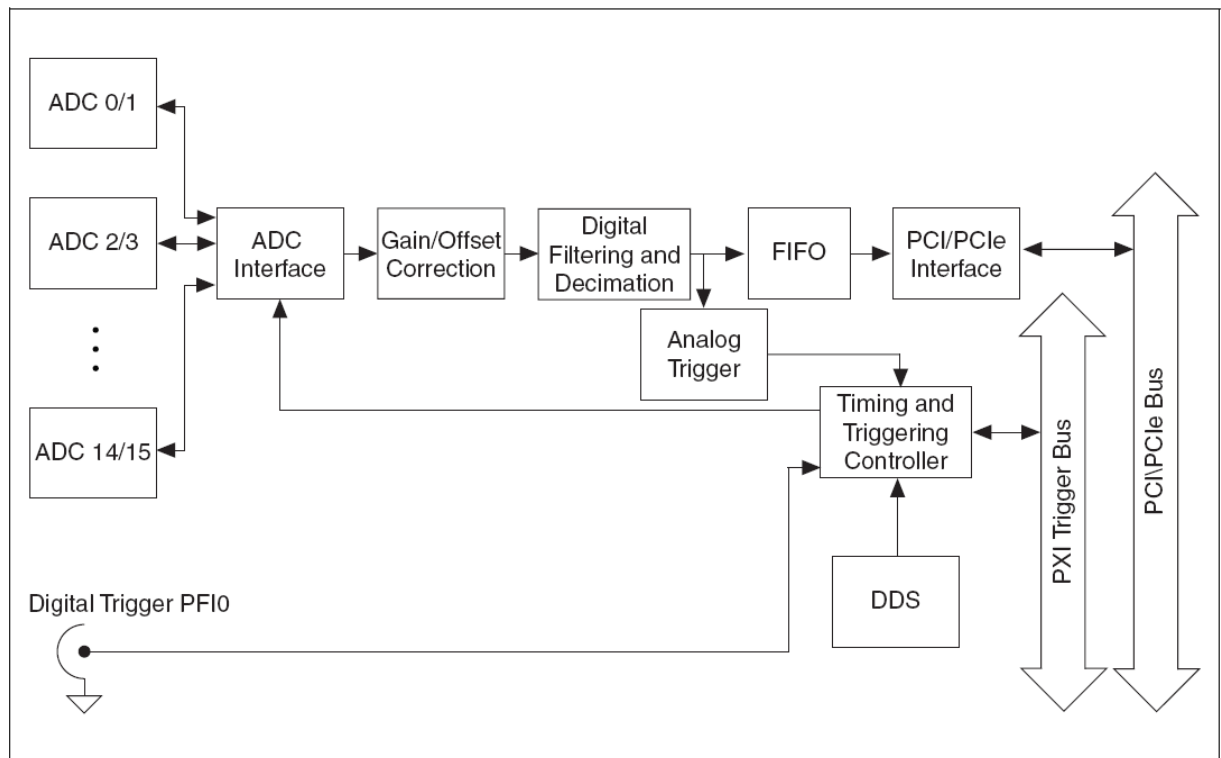 ADC 0/1
ADC 2/3
ADC 14/15
ADC
Interface
Gain/Offset
Correction
Digital
Filtering and
Decimation
FIFO
PCI/PCIe
Interface
Analog
Trigger
Timing and
Triggering
Controller
DDS
PXI Trigger Bus
PCI\PCIe Bus
Digital Trigger PFI0